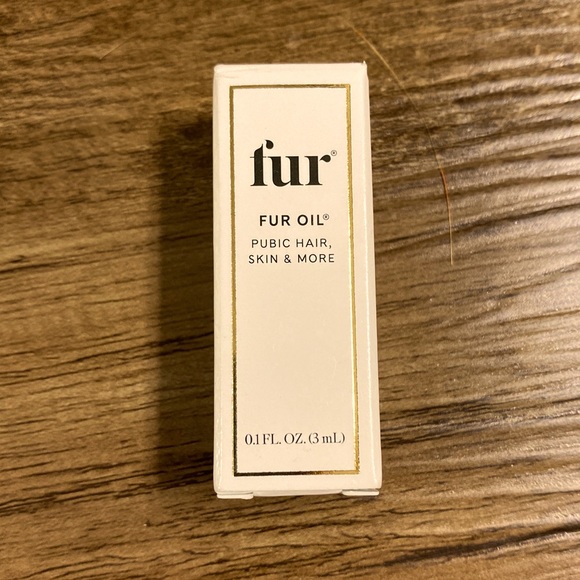 fur®
FUR OIL®
PUBIC HAIR,
SKIN & MORE
0.1 FL. OZ. (3 mL)